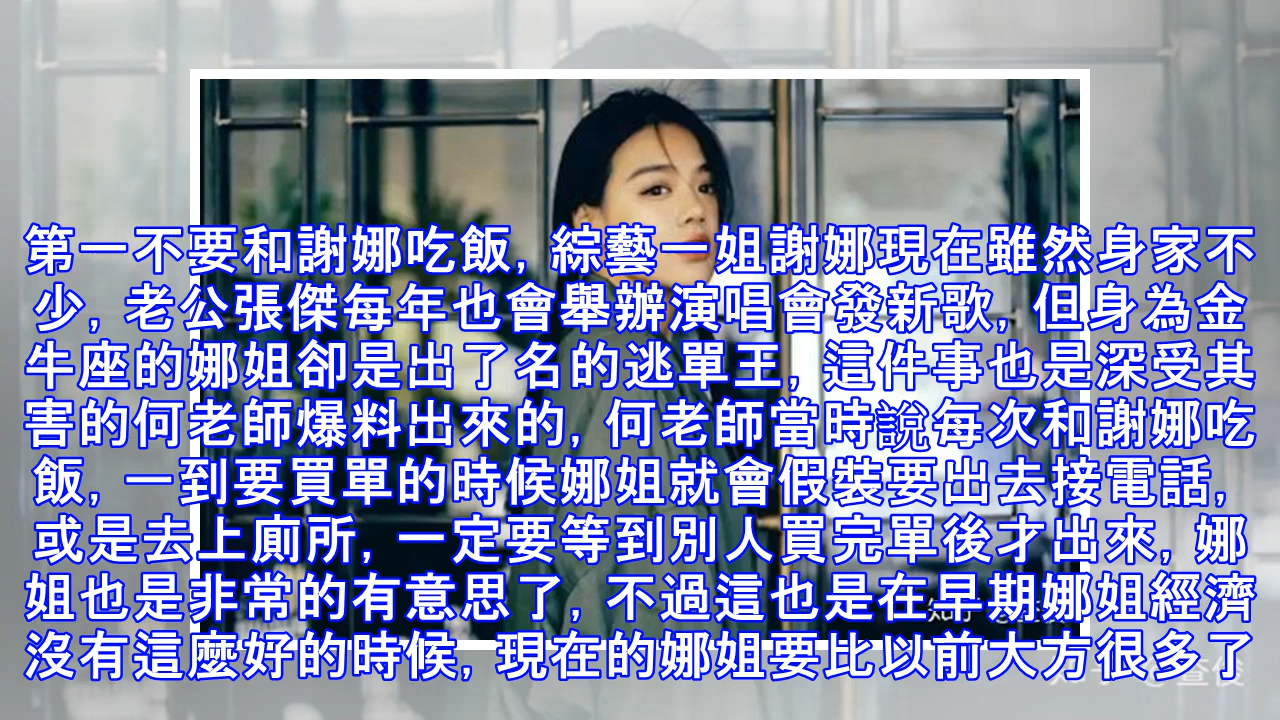 第一不要和謝娜吃飯, 綜藝一姐謝娜現在雖然身家不
少, 老公張傑每年也會舉辦演唱會發新歌, 但身為金
牛座的娜姐卻是出了名的逃單王, 這件事也是深受其
害的何老師爆料出來的, 何老師當時說每次和謝娜吃
飯, 一到要買單的時候娜姐就會假裝要出去接電話,
或是去上廁所, 一定要等到別人買完單後才出來, 娜
姐也是非常的有意思了, 不過這也是在早期娜姐經濟
沒有這麼好的時候, 現在的娜姐要比以前大方很多了
知乎
查俊